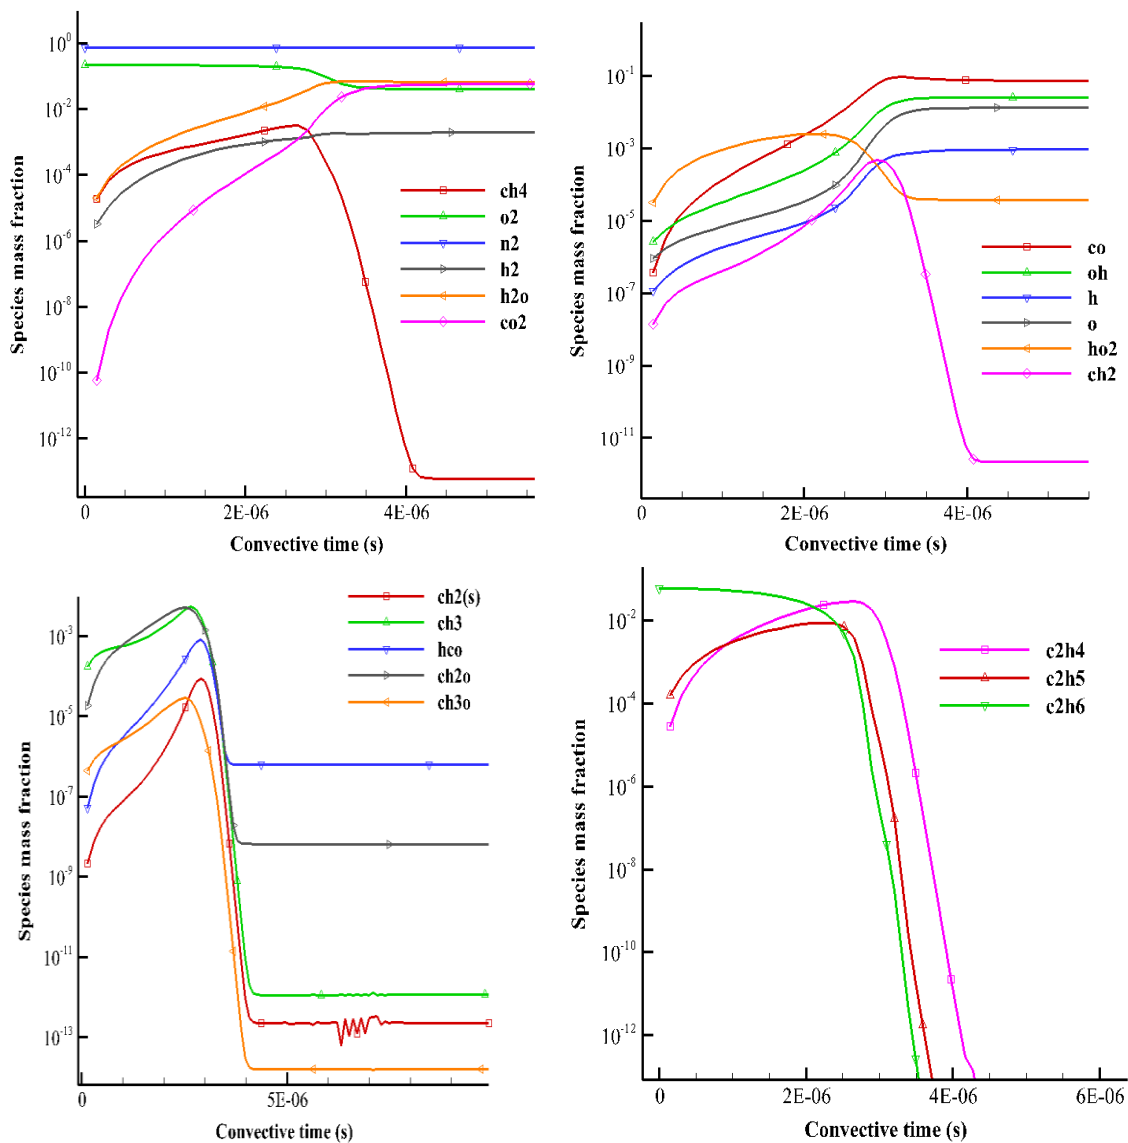 10^0
10^-2
10^-4
10^-6
10^-8
10^-10
10^-12
Species mass fraction
ch4
o2
n2
h2
h2o
co2
0 2E-06 4E-06
Convective time (s)
10^-1
10^-3
10^-5
10^-7
10^-9
10^-11
Species mass fraction
co
oh
h
o
ho2
ch2
0 2E-06 4E-06
Convective time (s)
10^-3
10^-5
10^-7
10^-9
10^-11
10^-13
Species mass fraction
ch2(s)
ch3
hco
ch2o
ch3o
0 5E-06
Convective time (s)
10^-2
10^-4
10^-6
10^-8
10^-10
10^-12
Species mass fraction
c2h4
c2h5
c2h6
0 2E-06 4E-06 6E-06
Convective time (s)